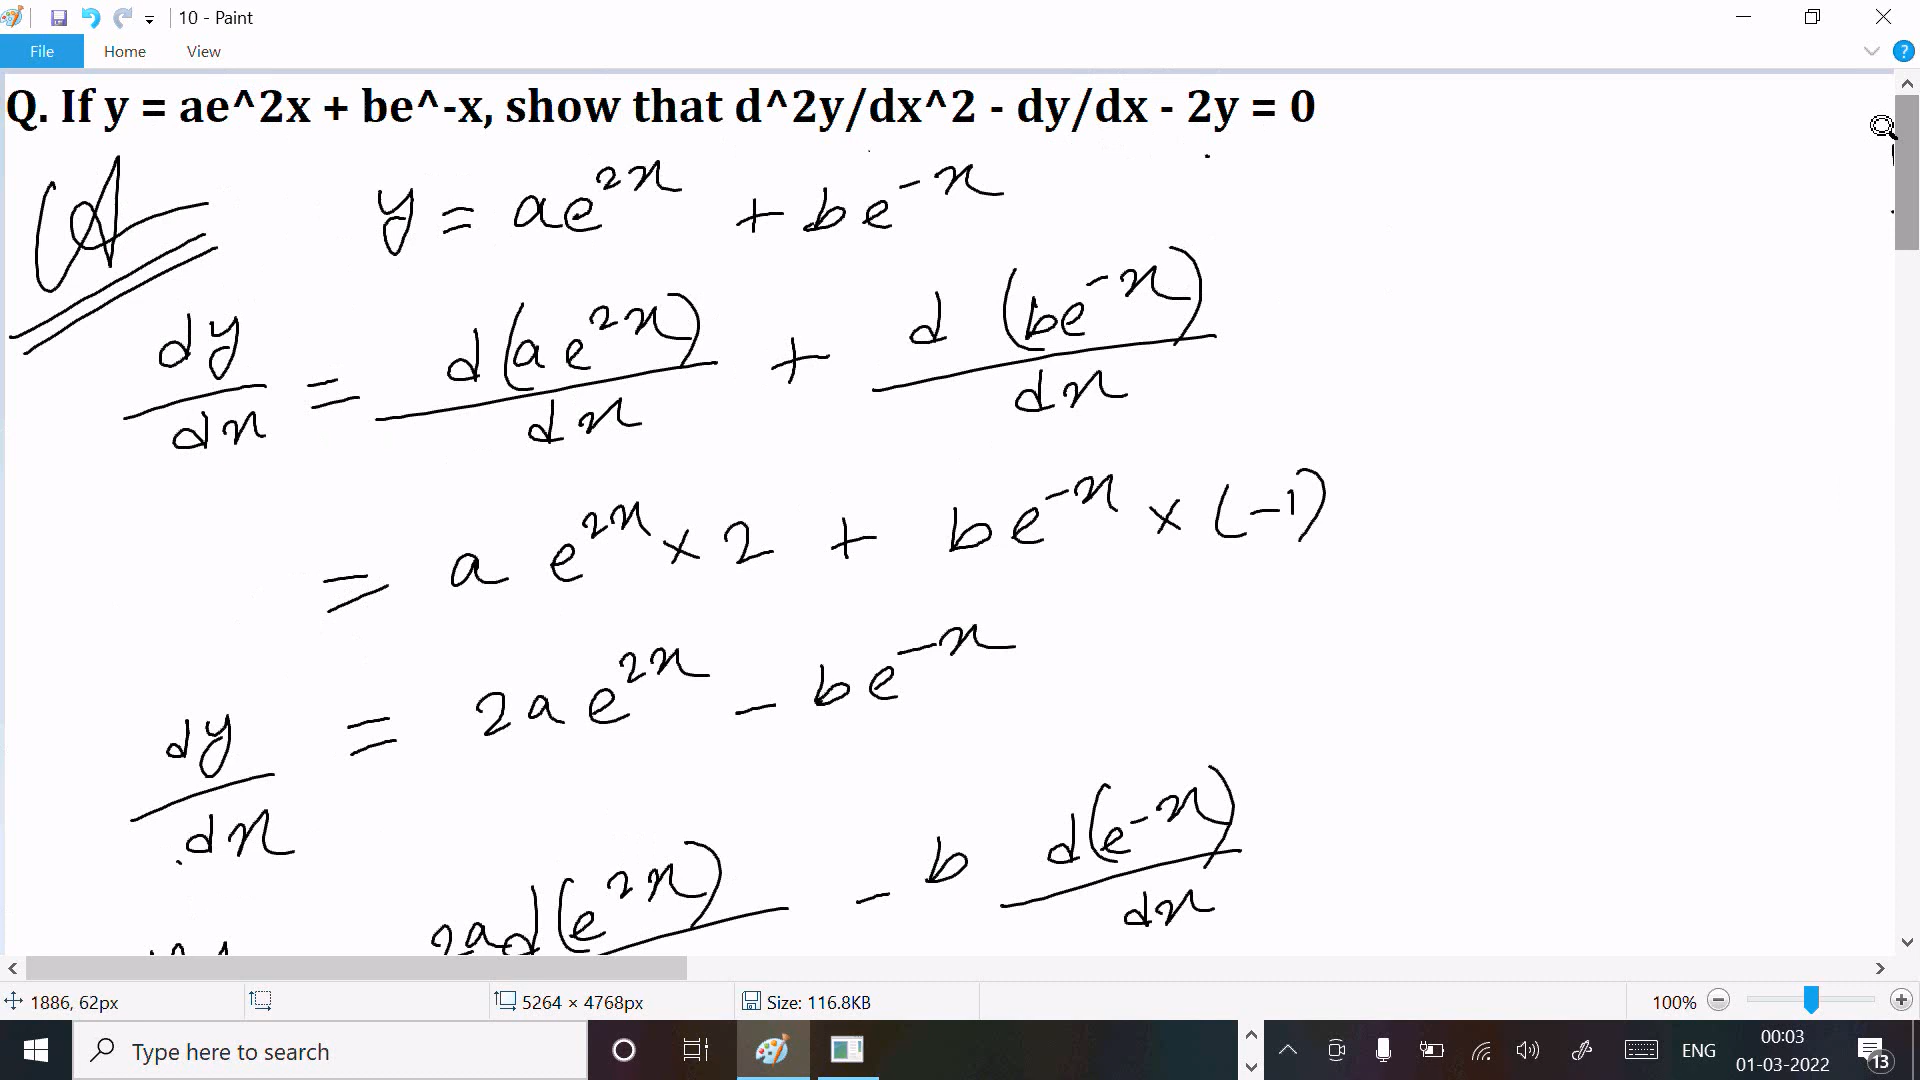 10 - Paint
File Home View
Q. If y = ae^2x + be^-x, show that d^2y/dx^2 - dy/dx - 2y = 0
(A y = ae^2x + be^-x
dy/dx = d(ae^2x)/dx + d(be^-x)/dx
= a e^2x × 2 + be^-x × (-1)
dy/dx = 2ae^2x - be^-x
2ad(e^2x) - b d(e^-x)/dx
1886, 62px 5264 × 4768px Size: 116.8KB 100%
Type here to search ENG 00:03
01-03-2022 13